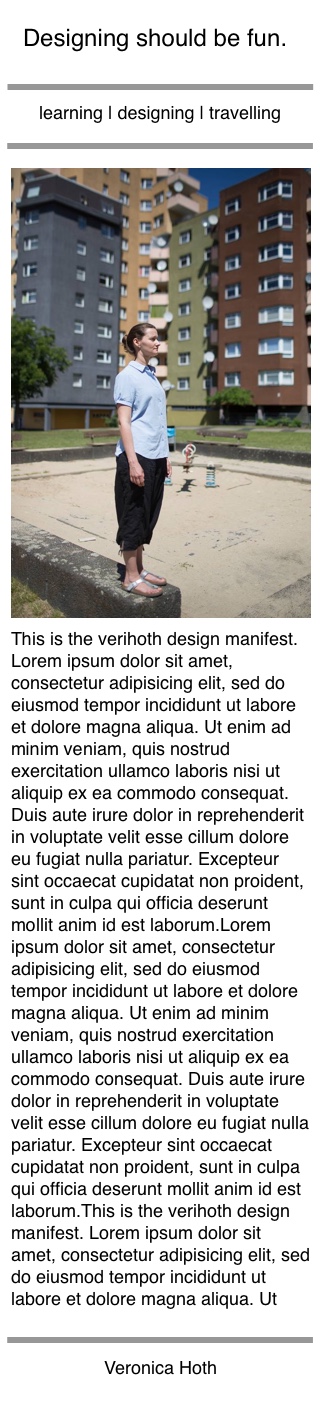 Designing should be fun.
learning | designing | travelling
This is the verihoth design manifest.
Lorem ipsum dolor sit amet,
consectetur adipisicing elit, sed do
eiusmod tempor incididunt ut labore
et dolore magna aliqua. Ut enim ad
minim veniam, quis nostrud
exercitation ullamco laboris nisi ut
aliquip ex ea commodo consequat.
Duis aute irure dolor in reprehenderit
in voluptate velit esse cillum dolore
eu fugiat nulla pariatur. Excepteur
sint occaecat cupidatat non proident,
sunt in culpa qui officia deserunt
mollit anim id est laborum.Lorem
ipsum dolor sit amet, consectetur
adipisicing elit, sed do eiusmod
tempor incididunt ut labore et dolore
magna aliqua. Ut enim ad minim
veniam, quis nostrud exercitation
ullamco laboris nisi ut aliquip ex ea
commodo consequat. Duis aute irure
dolor in reprehenderit in voluptate
velit esse cillum dolore eu fugiat nulla
pariatur. Excepteur sint occaecat
cupidatat non proident, sunt in culpa
qui officia deserunt mollit anim id est
laborum.This is the verihoth design
manifest. Lorem ipsum dolor sit
amet, consectetur adipisicing elit, sed
do eiusmod tempor incididunt ut
labore et dolore magna aliqua. Ut
Veronica Hoth